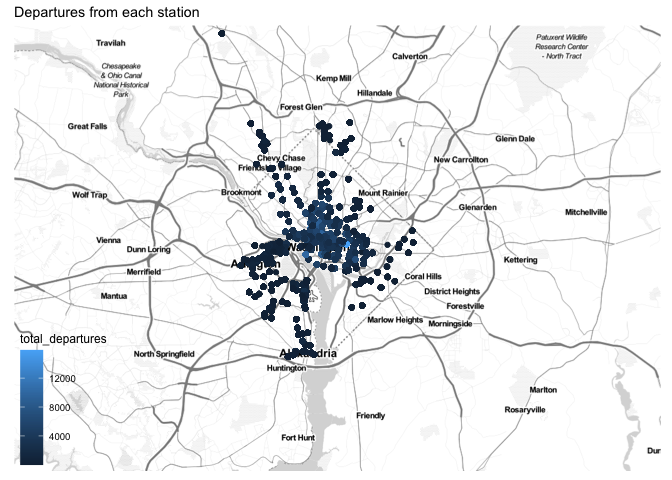 Departures from each station
Travilah
Patuxent Wildlife
Research Center
- North Tract
Calverton
Chesapeake
& Ohio Canal
National Historical
Park
Kemp Mill
Hillandale
Forest Glen
Great Falls
Glenn Dale
Chevy Chase
New Carrollton
Friendship Village
Wolf Trap
Brookmont
Mount Rainier
Glenarden
Mitchellville
Vienna
Dunn Loring
Merrifield
Kettering
Coral Hills
Mantua
District Heights
Forestville
Marlow Heights
Morningside
total_departures
12000
8000
4000
North Springfield
Huntington
Marlton
Rosaryville
Friendly
Fort Hunt